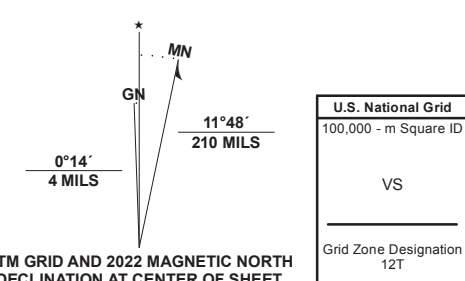 ★
MN
GN
11°48´
210 MILS
0°14´
4 MILS
TM GRID AND 2022 MAGNETIC NORTH
DECLINATION AT CENTER OF SHEET
U.S. National Grid
100,000 - m Square ID
VS
Grid Zone Designation
12T